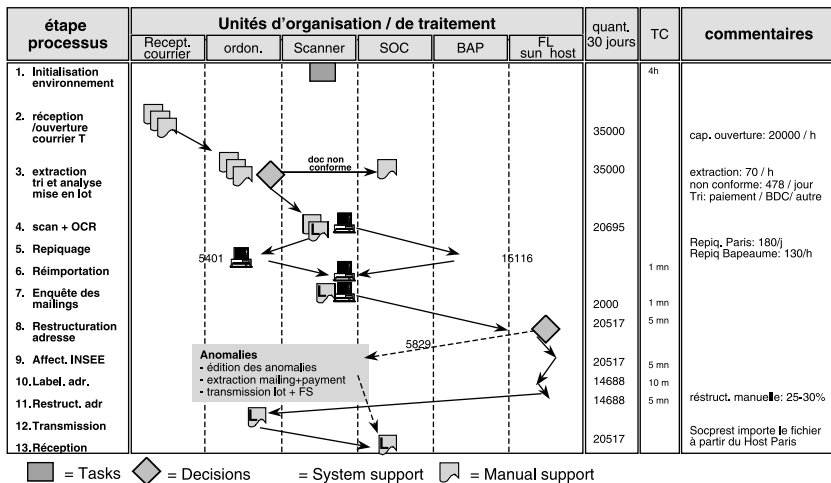 étape processus
Unités d'organisation / de traitement
quant. 30 jours
TC
commentaires
Recept. courrier
ordon.
Scanner
SOC
BAP
FL sun host
1. Initialisation environnement
4h
2. réception /ouverture courrier T
35000
cap. ouverture: 20000 / h
3. extraction tri et analyse mise en lot
doc non conforme
35000
extraction: 70 / h
non conforme: 478 / jour
Tri: paiement / BDC/ autre
4. scan + OCR
L
20695
5. Repiquage
5401
15116
Repiq. Paris: 180/j
Repiq Bapeaume: 130/h
6. Réimportation
1 mn
7. Enquête des mailings
L
2000
1 mn
8. Restructuration adresse
20517
5 mn
5829
9. Affect. INSEE
20517
5 mn
Anomalies
- édition des anomalies
- extraction mailing+payment
- transmission lot + FS
10. Label. adr.
14688
10 m
11. Restruct. adr
14688
5 mn
réstruct. manuelle: 25-30%
L
12. Transmission
13. Réception
L
20517
Socprest importe le fichier
à partir du Host Paris
= Tasks
= Decisions
= System support
= Manual support